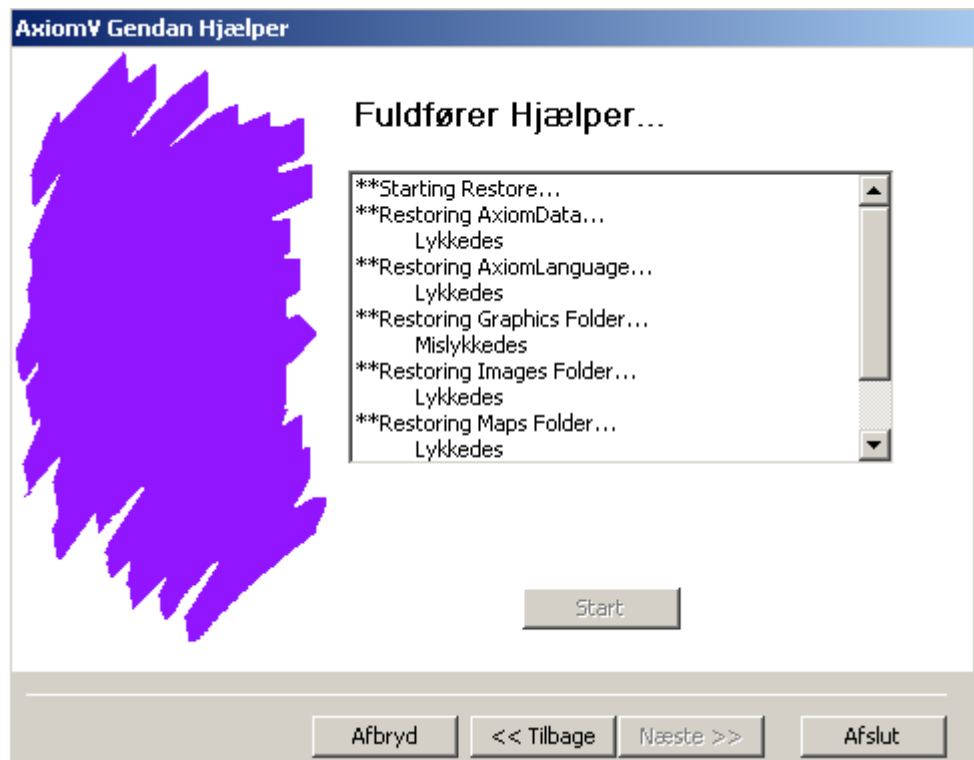 AxiomV Gendan Hjælper
Fuldfører Hjælper...
**Starting Restore...
**Restoring AxiomData...
Lykkedes
**Restoring AxiomLanguage...
Lykkedes
**Restoring Graphics Folder...
Mislykkedes
**Restoring Images Folder...
Lykkedes
**Restoring Maps Folder...
Lykkedes
Start
Afbryd
<< Tilbage
Næste >>
Afslut